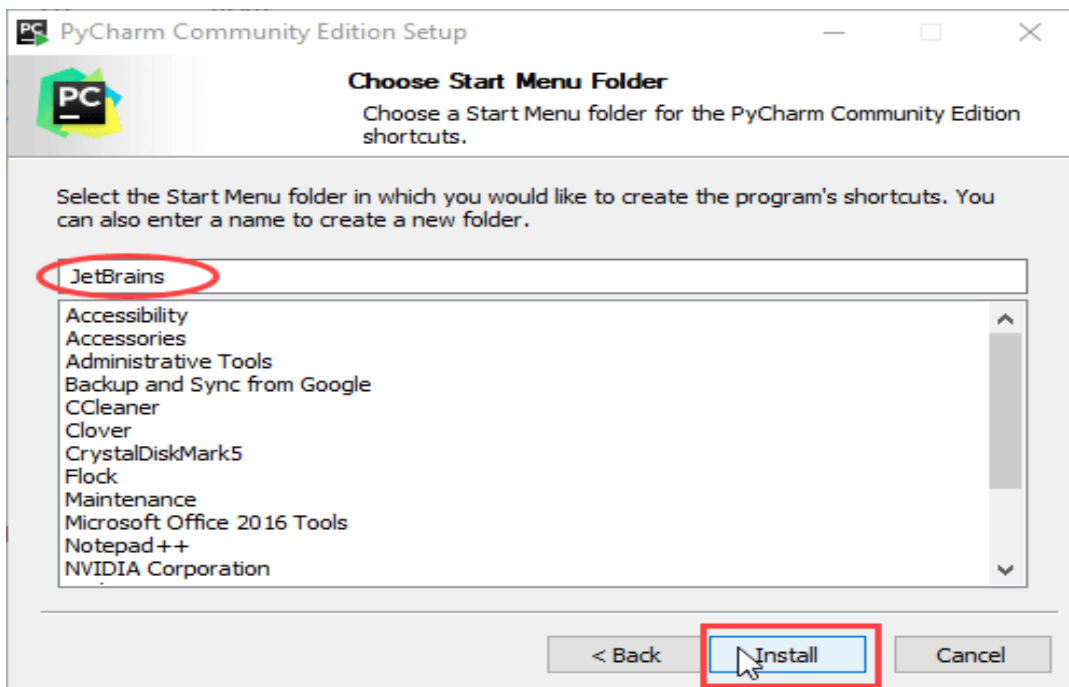 PC PyCharm Community Edition Setup
PC
Choose Start Menu Folder
Choose a Start Menu folder for the PyCharm Community Edition
shortcuts.
Select the Start Menu folder in which you would like to create the program's shortcuts. You
can also enter a name to create a new folder.
JetBrains
Accessibility
Accessories
Administrative Tools
Backup and Sync from Google
CCleaner
Clover
CrystalDiskMark5
Flock
Maintenance
Microsoft Office 2016 Tools
Notepad++
NVIDIA Corporation
< Back Install Cancel